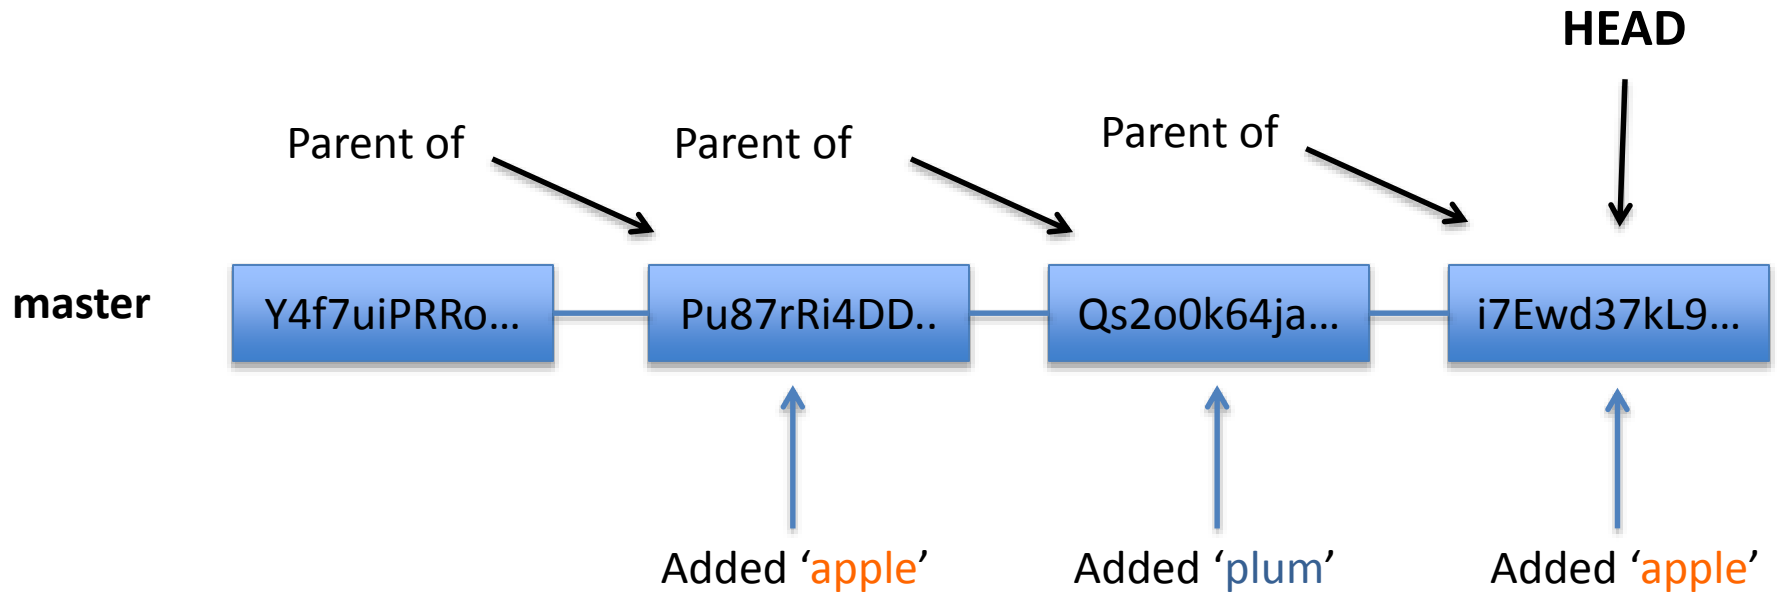 HEAD
Parent of
Parent of
Parent of
master
Y4f7uiPRRo...
Pu87rRi4DD..
Qs2o0k64ja...
i7Ewd37kL9...
Added ‘apple’
Added ‘plum’
Added ‘apple’